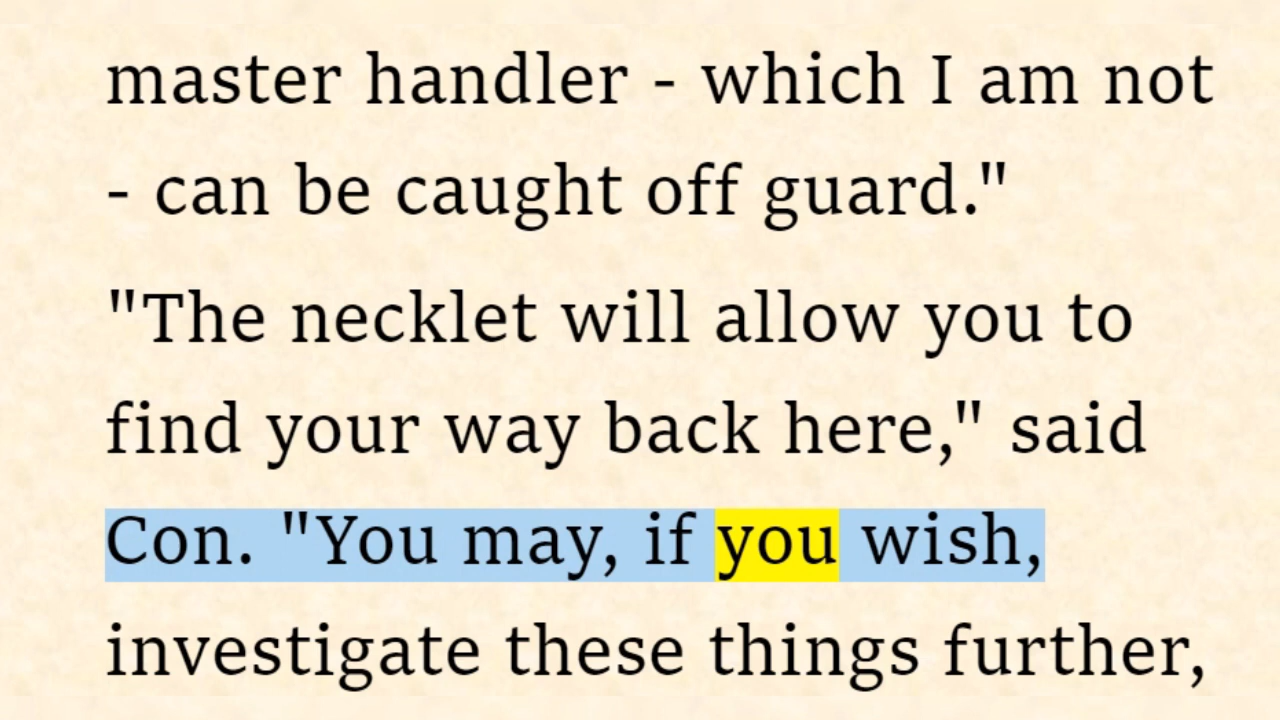 master handler - which I am not
- can be caught off guard."
"The necklet will allow you to
find your way back here," said
Con. "You may, if you wish,
investigate these things further,